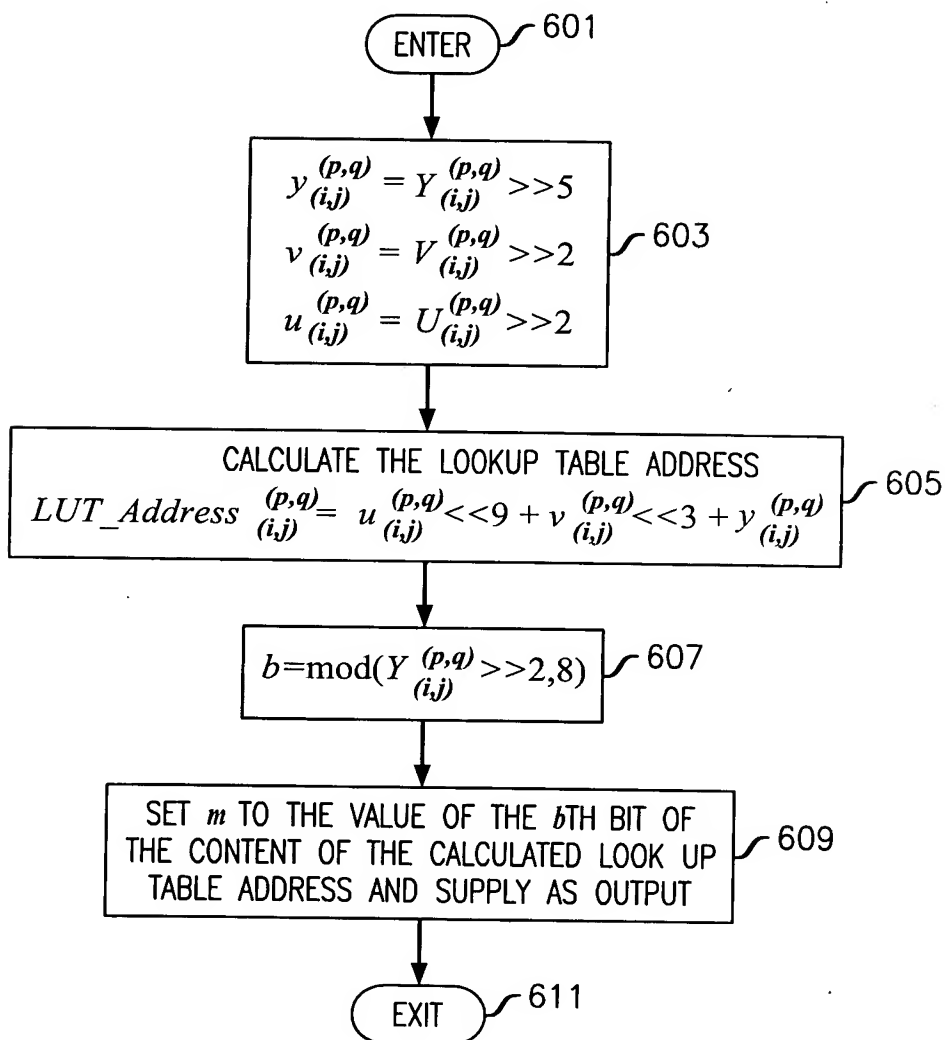 ENTER 601
y(i,j)(p,q) = Y(i,j)(p,q) >>5
v(i,j)(p,q) = V(i,j)(p,q) >>2
u(i,j)(p,q) = U(i,j)(p,q) >>2
603
CALCULATE THE LOOKUP TABLE ADDRESS
LUT_Address (i,j)(p,q) = u(i,j)(p,q) <<9 + v(i,j)(p,q) <<3 + y(i,j)(p,q)
605
b=mod(Y(i,j)(p,q) >>2,8) 607
SET m TO THE VALUE OF THE bTH BIT OF
THE CONTENT OF THE CALCULATED LOOK UP
TABLE ADDRESS AND SUPPLY AS OUTPUT
609
EXIT 611